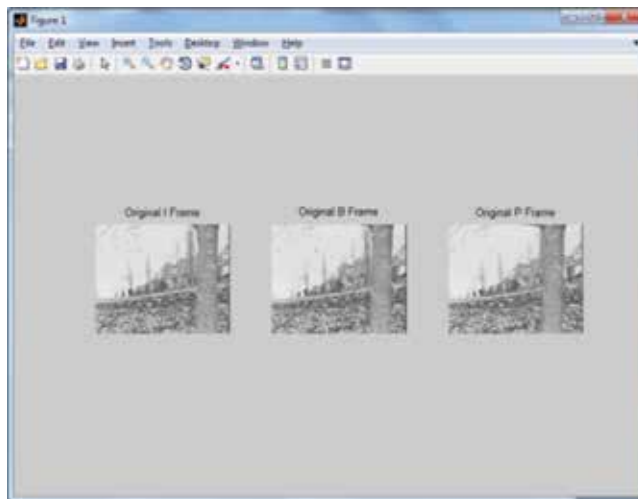 Figure 1
File Edit View Insert Tools Desktop Window Help
Original I Frame Original B Frame Original P Frame